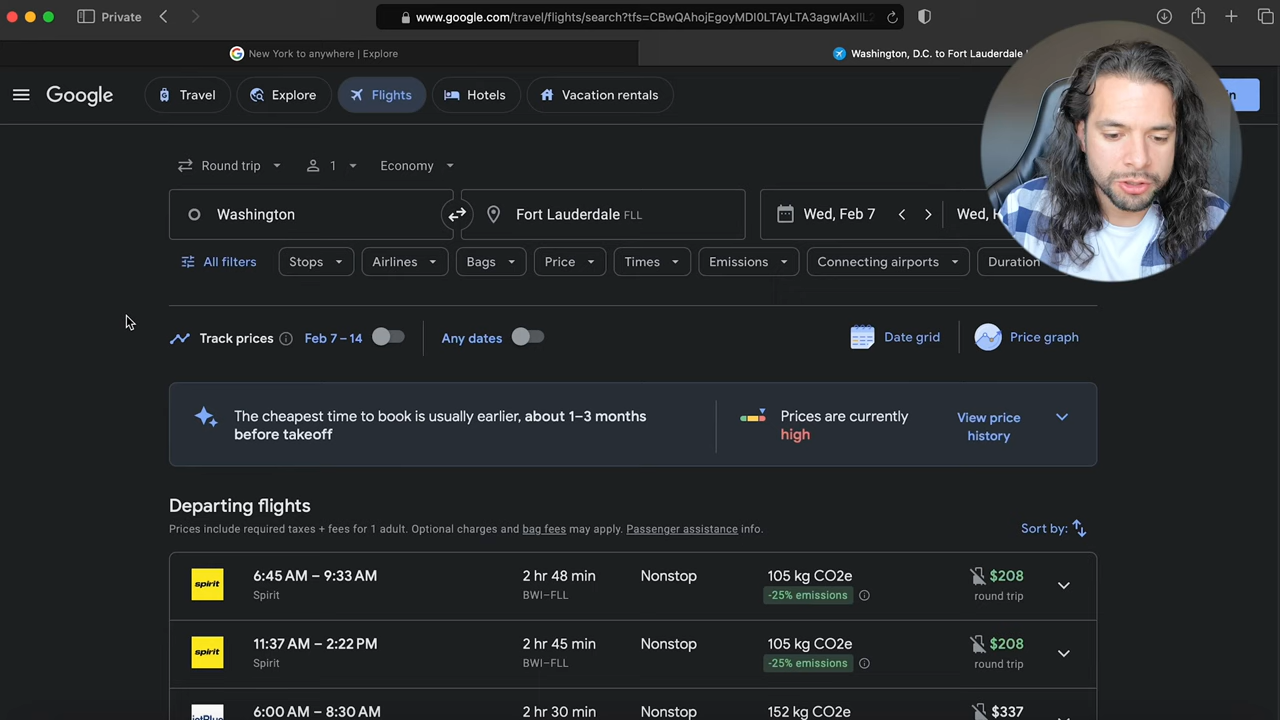 Private
www.google.com/travel/flights/search?tfs=CBwQAhojEgoyMDI0LTAyLTA3agwIAxIIL2
New York to anywhere | Explore
Washington, D.C. to Fort Lauderdale |
Google
Travel
Explore
Flights
Hotels
Vacation rentals
Round trip
1
Economy
Washington
Fort Lauderdale FLL
Wed, Feb 7
Wed,
All filters
Stops
Airlines
Bags
Price
Times
Emissions
Connecting airports
Duration
Track prices
Feb 7 – 14
Any dates
Date grid
Price graph
The cheapest time to book is usually earlier, about 1–3 months
before takeoff
Prices are currently
high
View price
history
Departing flights
Prices include required taxes + fees for 1 adult. Optional charges and bag fees may apply. Passenger assistance info.
Sort by:
spirit
6:45 AM – 9:33 AM
Spirit
2 hr 48 min
BWI–FLL
Nonstop
105 kg CO2e
-25% emissions
$208
round trip
spirit
11:37 AM – 2:22 PM
Spirit
2 hr 45 min
BWI–FLL
Nonstop
105 kg CO2e
-25% emissions
$208
round trip
jetBlue
6:00 AM – 8:30 AM
2 hr 30 min
Nonstop
152 kg CO2e
$337